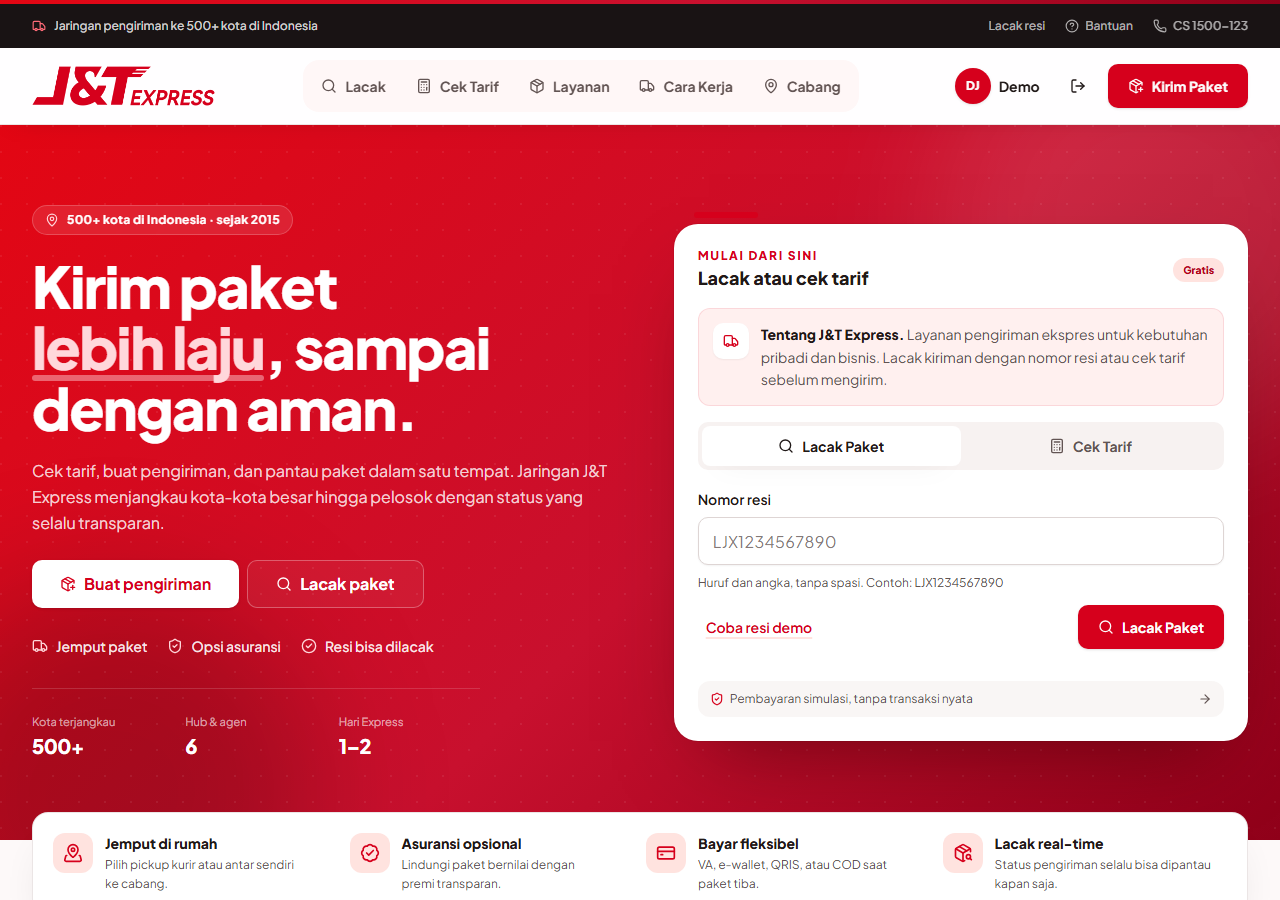 Jaringan pengiriman ke 500+ kota di Indonesia
Lacak resi
Bantuan
CS 1500-123
J&T EXPRESS
Lacak
Cek Tarif
Layanan
Cara Kerja
Cabang
DJ
Demo
Kirim Paket
500+ kota di Indonesia · sejak 2015
Kirim paket
lebih laju, sampai
dengan aman.
Cek tarif, buat pengiriman, dan pantau paket dalam satu tempat. Jaringan J&T
Express menjangkau kota-kota besar hingga pelosok dengan status yang
selalu transparan.
Buat pengiriman
Lacak paket
Jemput paket
Opsi asuransi
Resi bisa dilacak
Kota terjangkau
500+
Hub & agen
6
Hari Express
1–2
MULAI DARI SINI
Lacak atau cek tarif
Gratis
Tentang J&T Express. Layanan pengiriman ekspres untuk kebutuhan
pribadi dan bisnis. Lacak kiriman dengan nomor resi atau cek tarif
sebelum mengirim.
Lacak Paket
Cek Tarif
Nomor resi
LJX1234567890
Huruf dan angka, tanpa spasi. Contoh: LJX1234567890
Coba resi demo
Lacak Paket
Pembayaran simulasi, tanpa transaksi nyata
Jemput di rumah
Pilih pickup kurir atau antar sendiri
ke cabang.
Asuransi opsional
Lindungi paket bernilai dengan
premi transparan.
Bayar fleksibel
VA, e-wallet, QRIS, atau COD saat
paket tiba.
Lacak real-time
Status pengiriman selalu bisa dipantau
kapan saja.